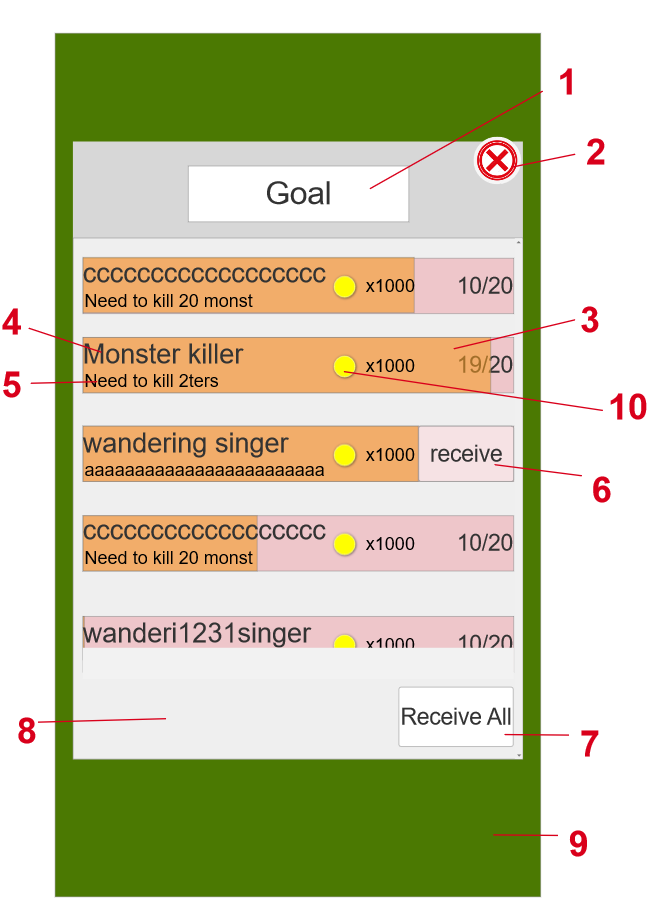 1
2
Goal
cccccccccccccccccc
Need to kill 20 monst
x1000
10/20
3
4
Monster killer
5
Need to kill 2ters
x1000
19/20
10
wandering singer
aaaaaaaaaaaaaaaaaaaaaaaa
x1000
receive
6
cccccccccccccccccc
Need to kill 20 monst
x1000
10/20
wanderi1231singer
x1000
10/20
8
Receive All
7
9